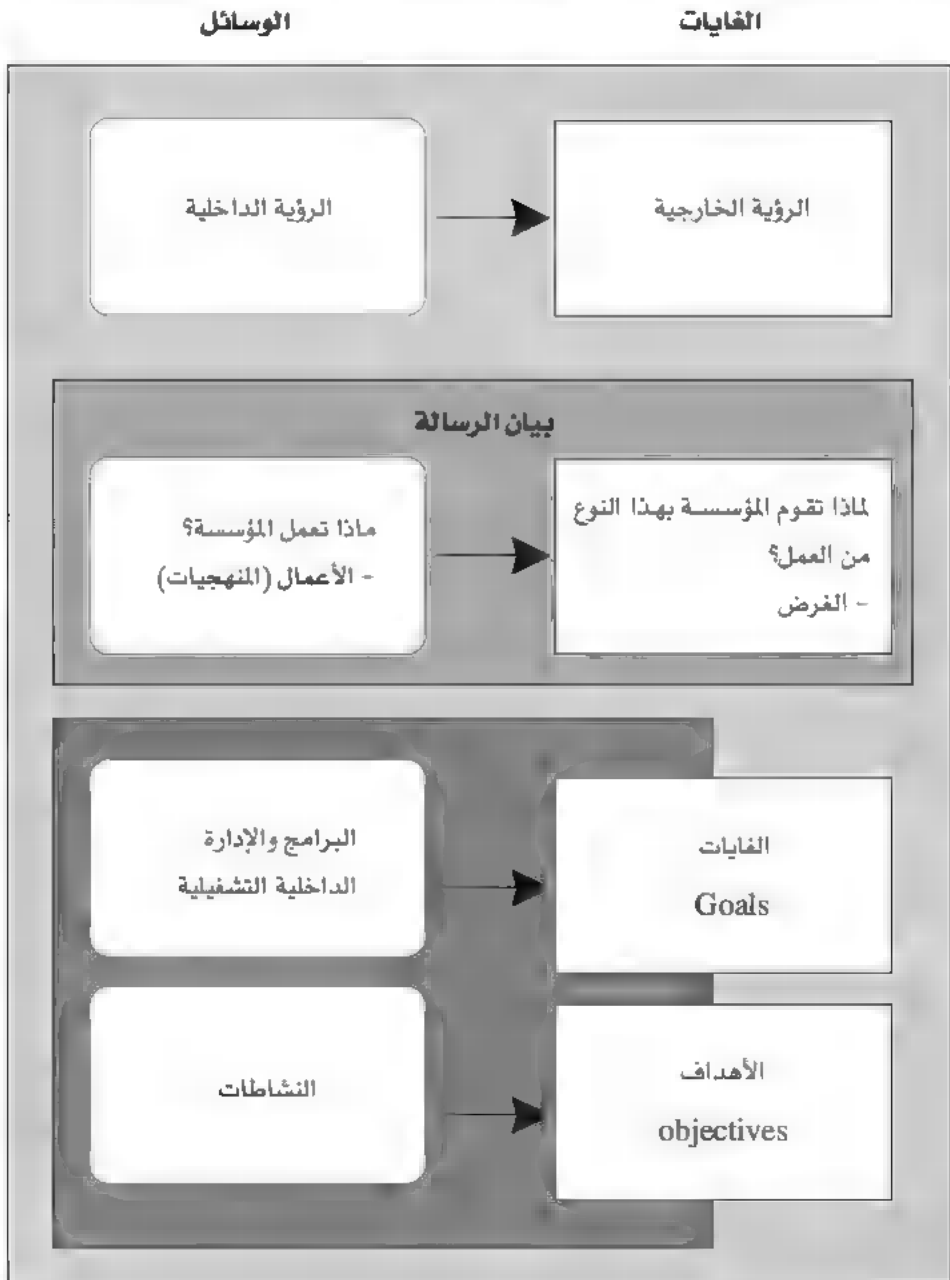 الغايات
الوسائل
الرؤية الخارجية
الرؤية الداخلية
بيان الرسالة
لماذا تقوم المؤسسة بهذا النوع
من العمل؟
- الغرض
ماذا تعمل المؤسسة؟
- الأعمال (المنهجيات)
الغايات
Goals
البرامج والإدارة
الداخلية التشغيلية
الأهداف
objectives
النشاطات